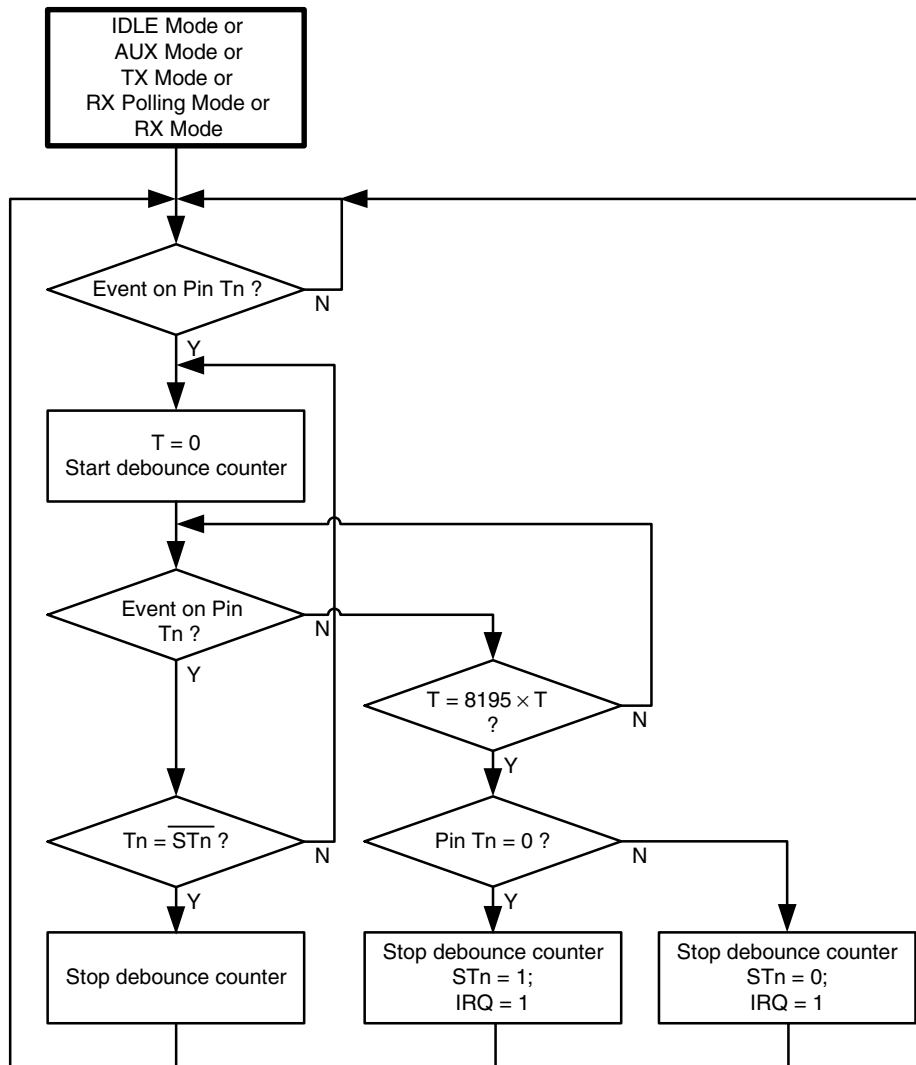 IDLE Mode or
AUX Mode or
TX Mode or
RX Polling Mode or
RX Mode
Event on Pin Tn ?
N
Y
T = 0
Start debounce counter
Event on Pin
Tn ?
N
Y
T = 8195 × T
?
N
Y
Tn = S̅T̅n̅ ?
N
Y
Pin Tn = 0 ?
N
Y
Stop debounce counter
Stop debounce counter
STn = 1;
IRQ = 1
Stop debounce counter
STn = 0;
IRQ = 1